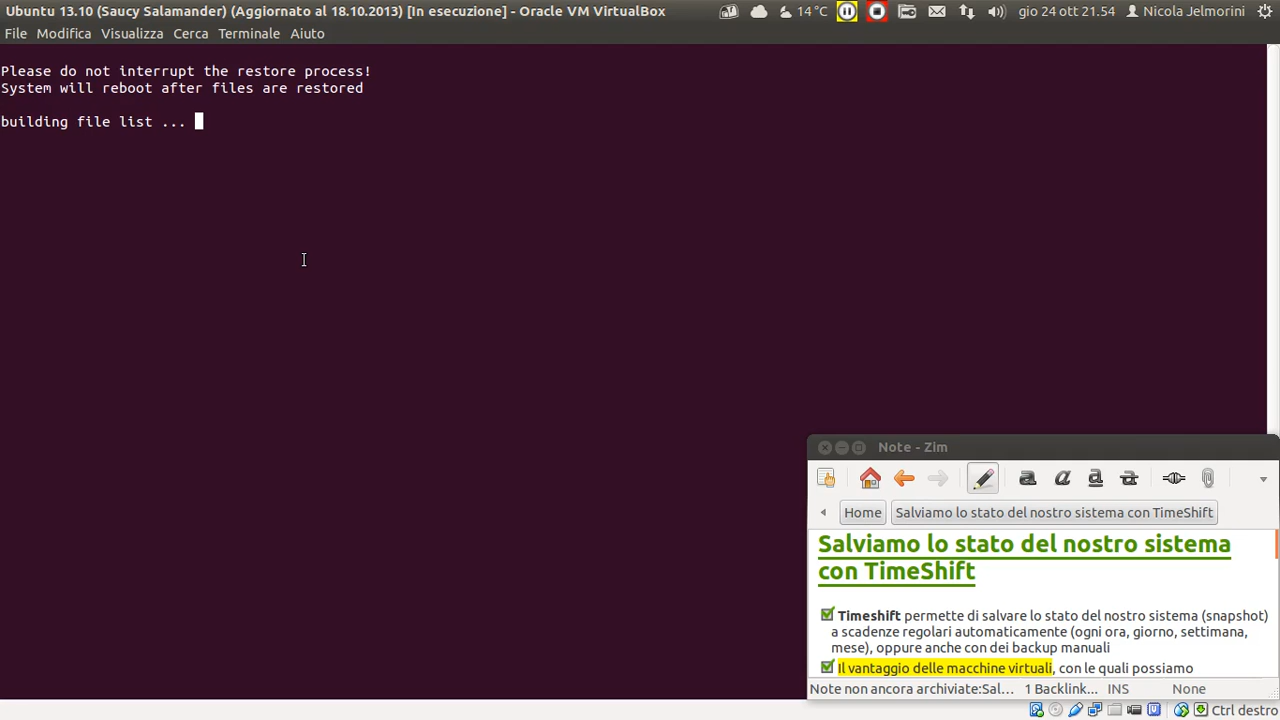 Ubuntu 13.10 (Saucy Salamander) (Aggiornato al 18.10.2013) [In esecuzione] - Oracle VM VirtualBox
14 °C
gio 24 ott 21.54
Nicola Jelmorini
File Modifica Visualizza Cerca Terminale Aiuto
Please do not interrupt the restore process!
System will reboot after files are restored
building file list ...
Note - Zim
Home
Salviamo lo stato del nostro sistema con TimeShift
Salviamo lo stato del nostro sistema
con TimeShift
Timeshift permette di salvare lo stato del nostro sistema (snapshot)
a scadenze regolari automaticamente (ogni ora, giorno, settimana,
mese), oppure anche con dei backup manuali
Il vantaggio delle macchine virtuali, con le quali possiamo
Note non ancora archiviate:Sal... 1 Backlink... INS None
Ctrl destro